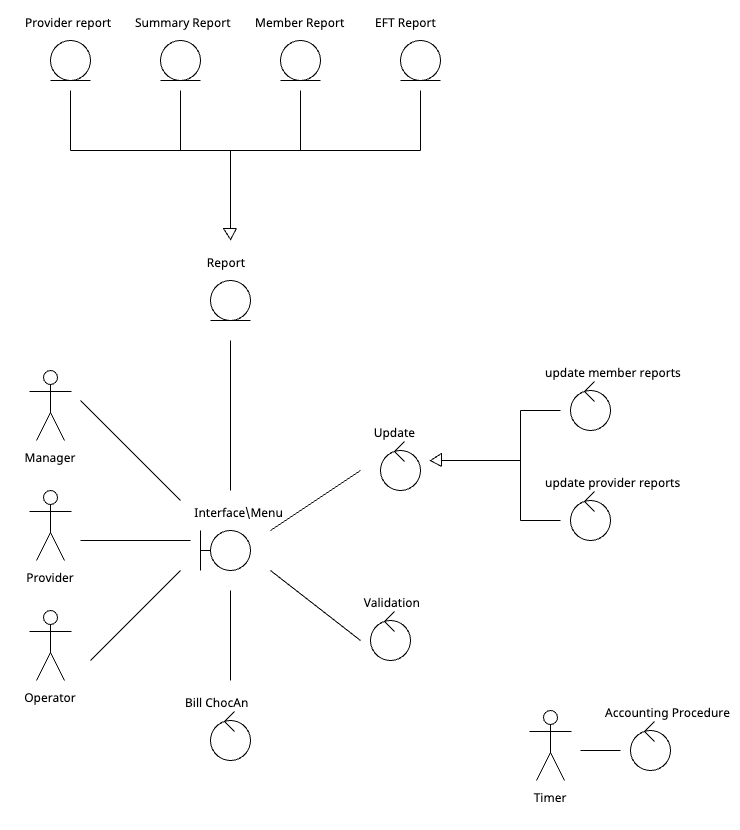 Provider report
Summary Report
Member Report
EFT Report
Report
update member reports
Manager
Update
update provider reports
Interface\Menu
Provider
Validation
Operator
Bill ChocAn
Accounting Procedure
Timer